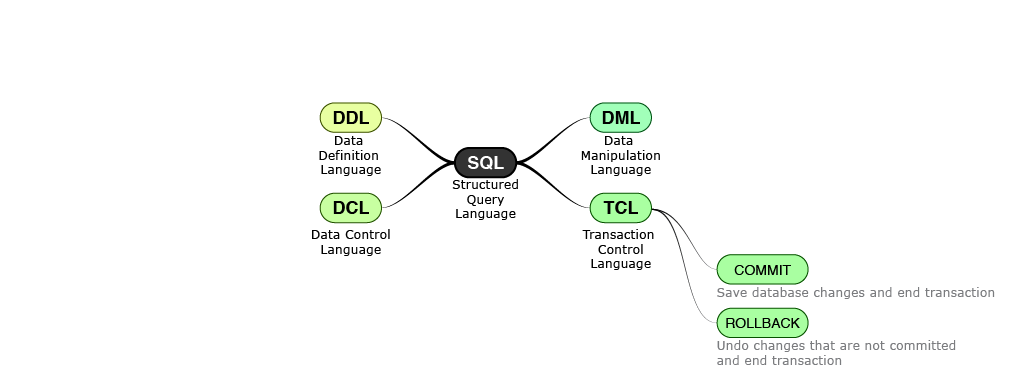 DDL
Data
Definition
Language
DCL
Data Control
Language
SQL
Structured
Query
Language
DML
Data
Manipulation
Language
TCL
Transaction
Control
Language
COMMIT
Save database changes and end transaction
ROLLBACK
Undo changes that are not committed
and end transaction